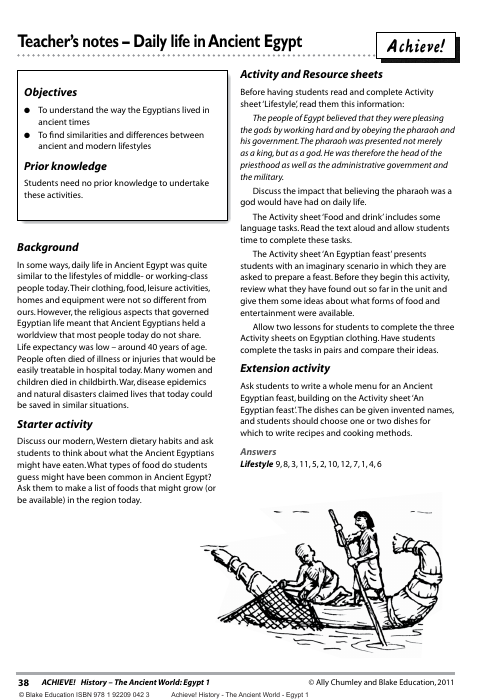 Teacher's notes – Daily life in Ancient Egypt
Achieve!
Objectives
● To understand the way the Egyptians lived in
ancient times
● To find similarities and differences between
ancient and modern lifestyles
Prior knowledge
Students need no prior knowledge to undertake
these activities.
Background
In some ways, daily life in Ancient Egypt was quite
similar to the lifestyles of middle- or working-class
people today. Their clothing, food, leisure activities,
homes and equipment were not so different from
ours. However, the religious aspects that governed
Egyptian life meant that Ancient Egyptians held a
worldview that most people today do not share.
Life expectancy was low – around 40 years of age.
People often died of illness or injuries that would be
easily treatable in hospital today. Many women and
children died in childbirth. War, disease epidemics
and natural disasters claimed lives that today could
be saved in similar situations.
Starter activity
Discuss our modern, Western dietary habits and ask
students to think about what the Ancient Egyptians
might have eaten. What types of food do students
guess might have been common in Ancient Egypt?
Ask them to make a list of foods that might grow (or
be available) in the region today.
Activity and Resource sheets
Before having students read and complete Activity
sheet 'Lifestyle', read them this information:
The people of Egypt believed that they were pleasing
the gods by working hard and by obeying the pharaoh and
his government. The pharaoh was presented not merely
as a king, but as a god. He was therefore the head of the
priesthood as well as the administrative government and
the military.
Discuss the impact that believing the pharaoh was a
god would have had on daily life.
The Activity sheet 'Food and drink' includes some
language tasks. Read the text aloud and allow students
time to complete these tasks.
The Activity sheet 'An Egyptian feast' presents
students with an imaginary scenario in which they are
asked to prepare a feast. Before they begin this activity,
review what they have found out so far in the unit and
give them some ideas about what forms of food and
entertainment were available.
Allow two lessons for students to complete the three
Activity sheets on Egyptian clothing. Have students
complete the tasks in pairs and compare their ideas.
Extension activity
Ask students to write a whole menu for an Ancient
Egyptian feast, building on the Activity sheet 'An
Egyptian feast'. The dishes can be given invented names,
and students should choose one or two dishes for
which to write recipes and cooking methods.
Answers
Lifestyle 9, 8, 3, 11, 5, 2, 10, 12, 7, 1, 4, 6
38 ACHIEVE! History – The Ancient World: Egypt 1
© Ally Chumley and Blake Education, 2011
© Blake Education ISBN 978 1 92209 042 3 Achieve! History - The Ancient World - Egypt 1